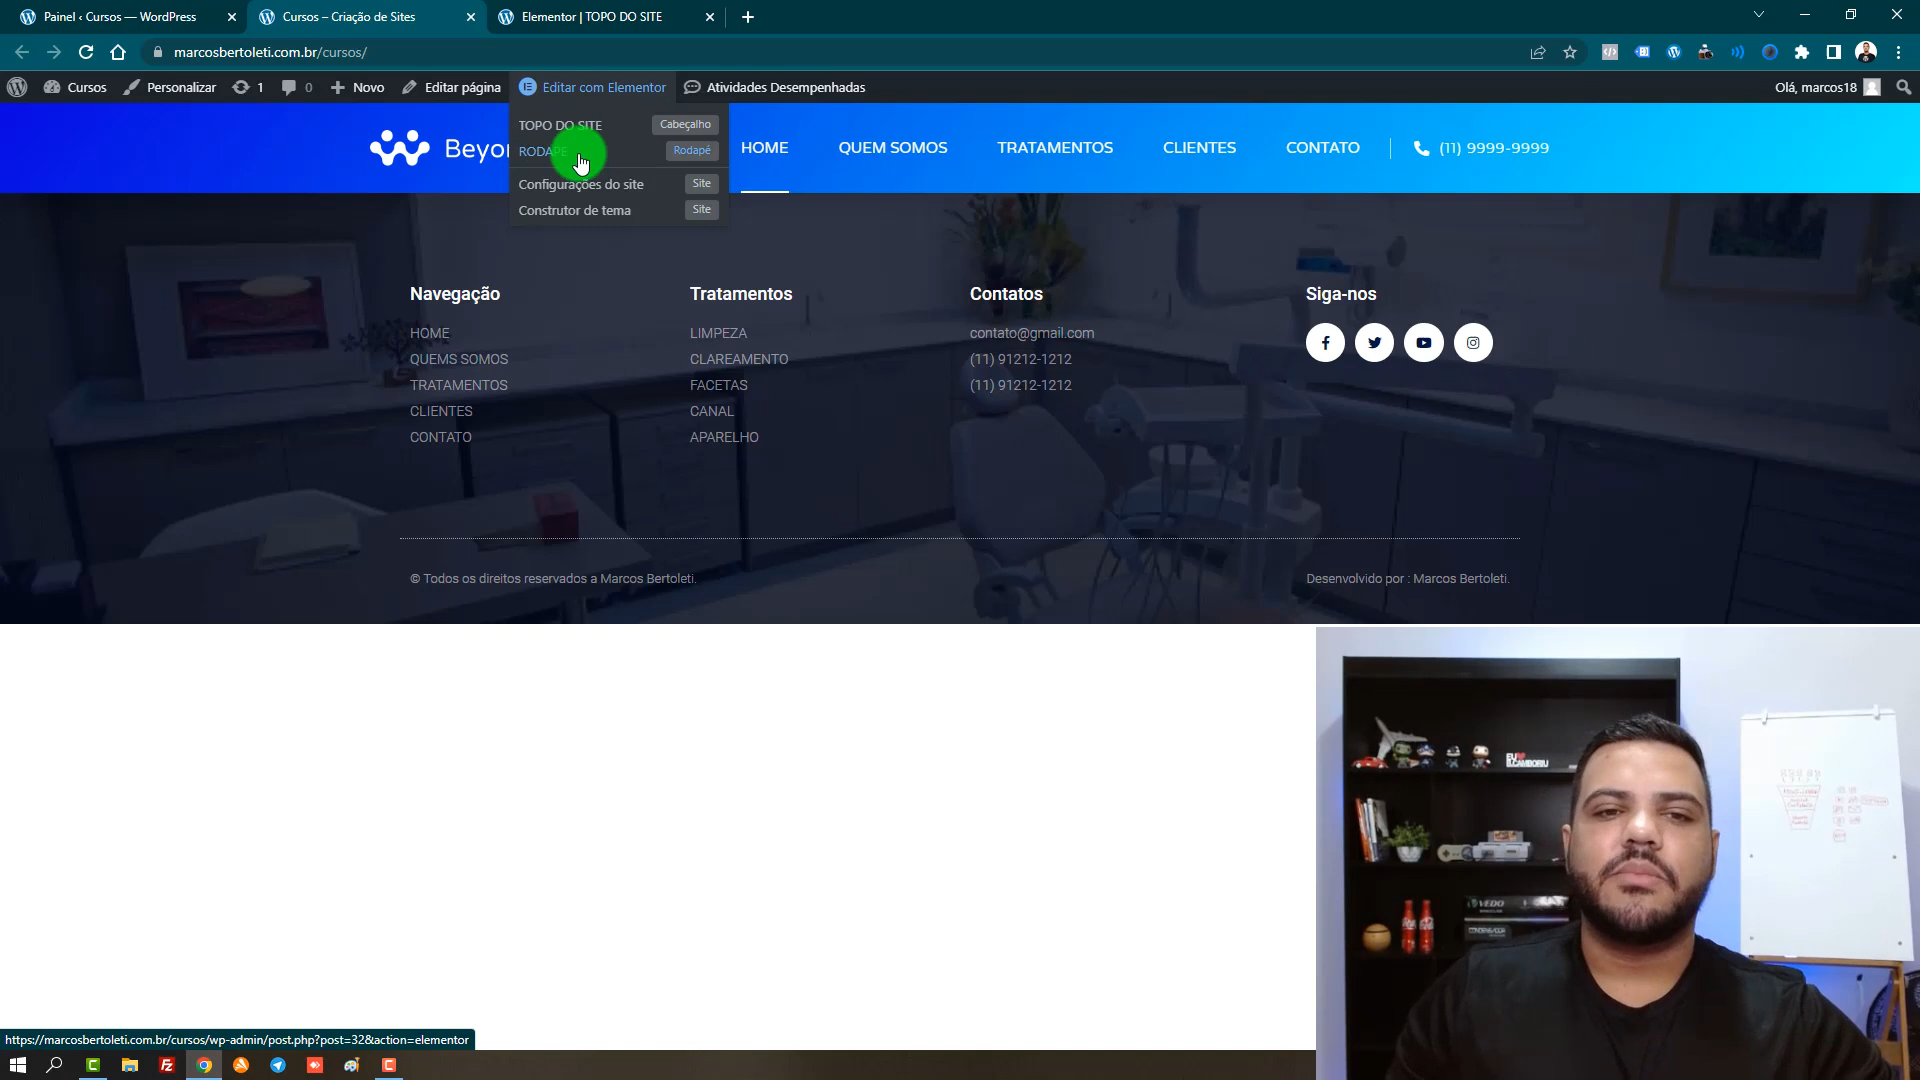 Painel ‹ Cursos — WordPress
Cursos – Criação de Sites
Elementor | TOPO DO SITE
marcosbertoleti.com.br/cursos/
Cursos
Personalizar
1
0
Novo
Editar página
Editar com Elementor
Atividades Desempenhadas
Olá, marcos18
TOPO DO SITE
Cabeçalho
RODAPÉ
Rodapé
Configurações do site
Site
Construtor de tema
Site
HOME
QUEM SOMOS
TRATAMENTOS
CLIENTES
CONTATO
(11) 9999-9999
Navegação
HOME
QUEMS SOMOS
TRATAMENTOS
CLIENTES
CONTATO
Tratamentos
LIMPEZA
CLAREAMENTO
FACETAS
CANAL
APARELHO
Contatos
contato@gmail.com
(11) 91212-1212
(11) 91212-1212
Siga-nos
© Todos os direitos reservados a Marcos Bertoleti.
Desenvolvido por : Marcos Bertoleti.
https://marcosbertoleti.com.br/cursos/wp-admin/post.php?post=32&action=elementor